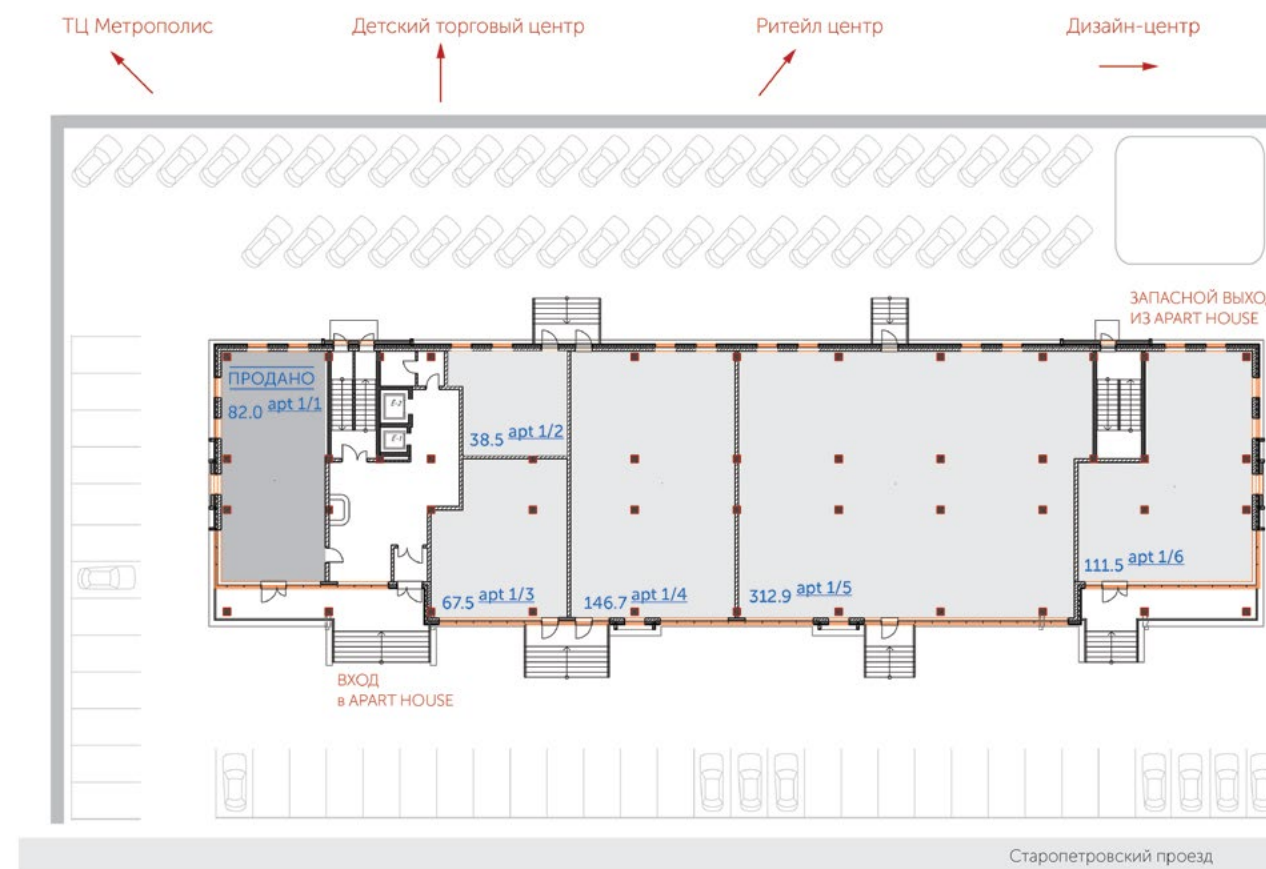 ТЦ Метрополис
Детский торговый центр
Ритейл центр
Дизайн-центр
ЗАПАСНОЙ ВЫХО
ИЗ APART HOUSE
ПРОДАНО
82.0 apt 1/1
38.5 apt 1/2
67.5 apt 1/3
146.7 apt 1/4
312.9 apt 1/5
111.5 apt 1/6
ВХОД
в APART HOUSE
Старопетровский проезд